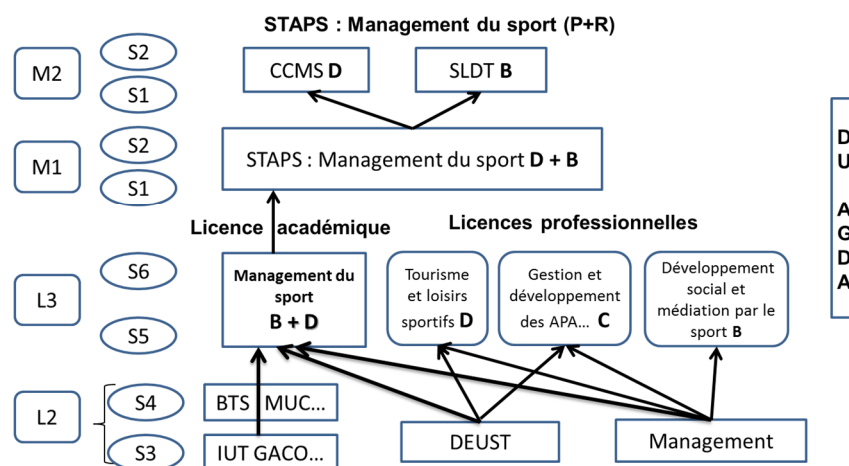 STAPS : Management du sport (P+R)
M2
S2
S1
CCMS D
SLDT B
M1
S2
S1
STAPS : Management du sport D + B
D
U
A
G
D
A
Licence académique
Licences professionnelles
L3
S6
S5
Management du
sport
B + D
Tourisme
et loisirs
sportifs D
Gestion et
développement
des APA... C
Développement
social et
médiation par le
sport B
L2
S4
S3
BTS MUC...
IUT GACO...
DEUST
Management